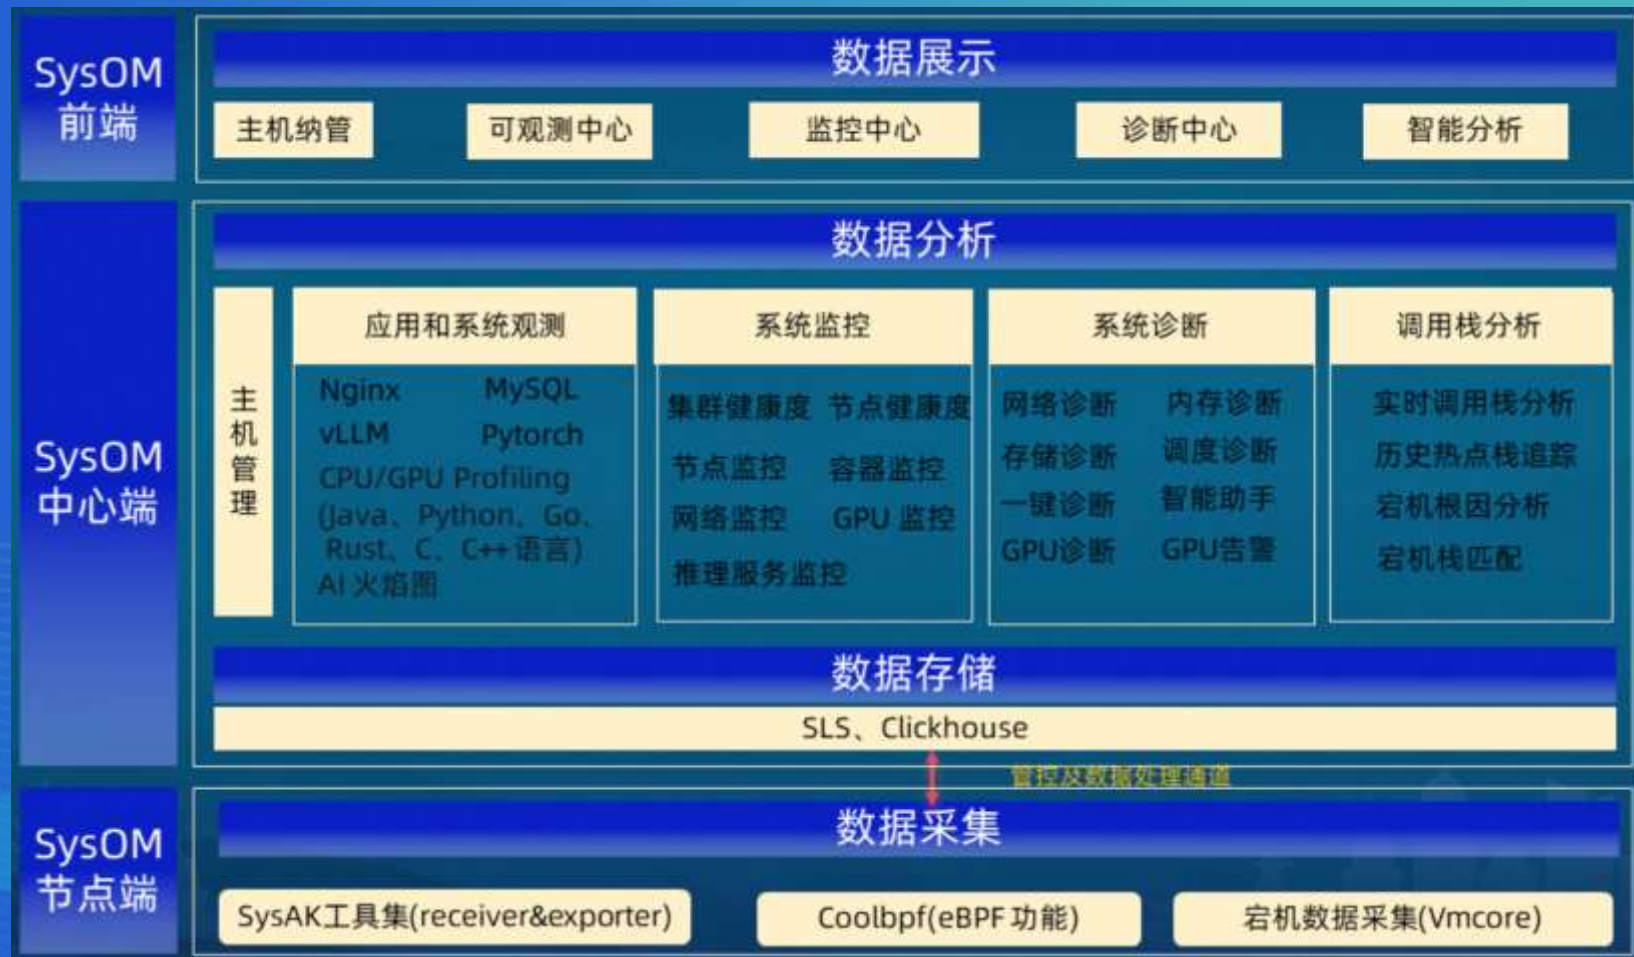 SysOM
前端
数据展示
主机纳管
可观测中心
监控中心
诊断中心
智能分析
SysOM
中心端
数据分析
主机管理
应用和系统观测
Nginx MySQL
vLLM Pytorch
CPU/GPU Profiling
(Java、Python、Go、
Rust、C、C++ 语言)
AI 火焰图
系统监控
集群健康度 节点健康度
节点监控 容器监控
网络监控 GPU 监控
推理服务监控
系统诊断
网络诊断 内存诊断
存储诊断 调度诊断
一键诊断 智能助手
GPU诊断 GPU告警
调用栈分析
实时调用栈分析
历史热点栈追踪
宕机根因分析
宕机栈匹配
数据存储
SLS、Clickhouse
管控及数据处理通道
SysOM
节点端
数据采集
SysAK工具集(receiver&exporter)
Coolbpf(eBPF 功能)
宕机数据采集(Vmcore)